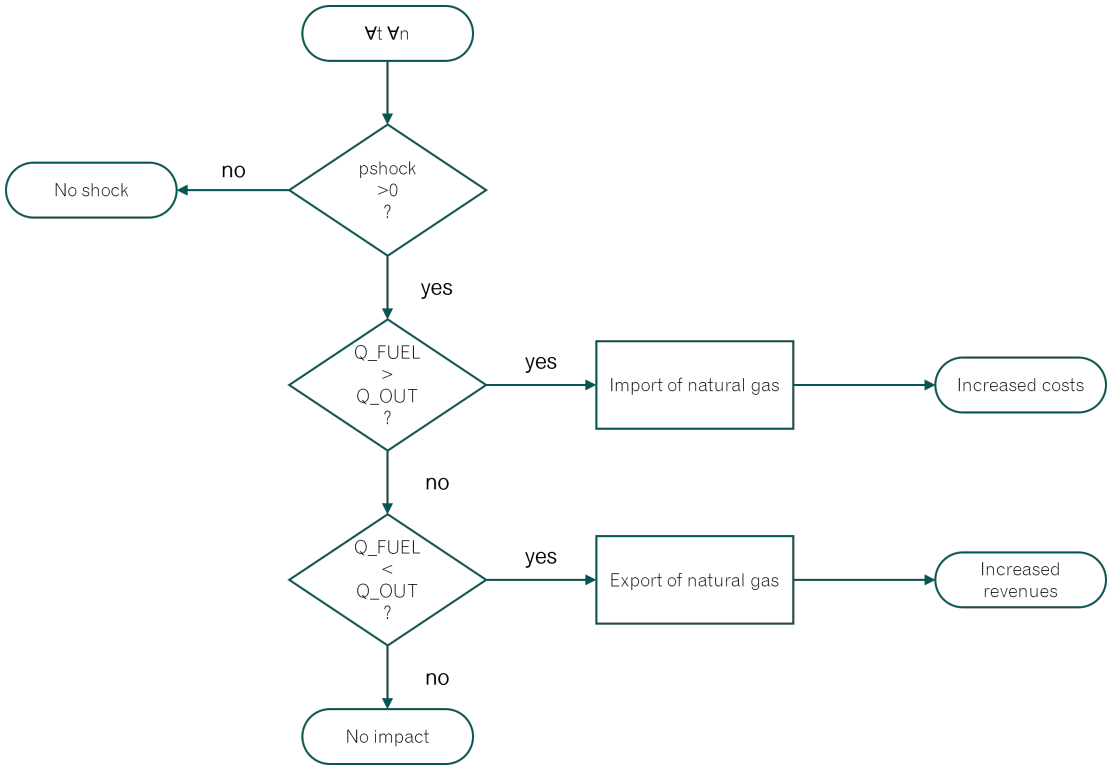 ∀t ∀n
pshock
>0
?
no
No shock
yes
Q_FUEL
>
Q_OUT
?
yes
Import of natural gas
Increased costs
no
Q_FUEL
<
Q_OUT
?
yes
Export of natural gas
Increased
revenues
no
No impact